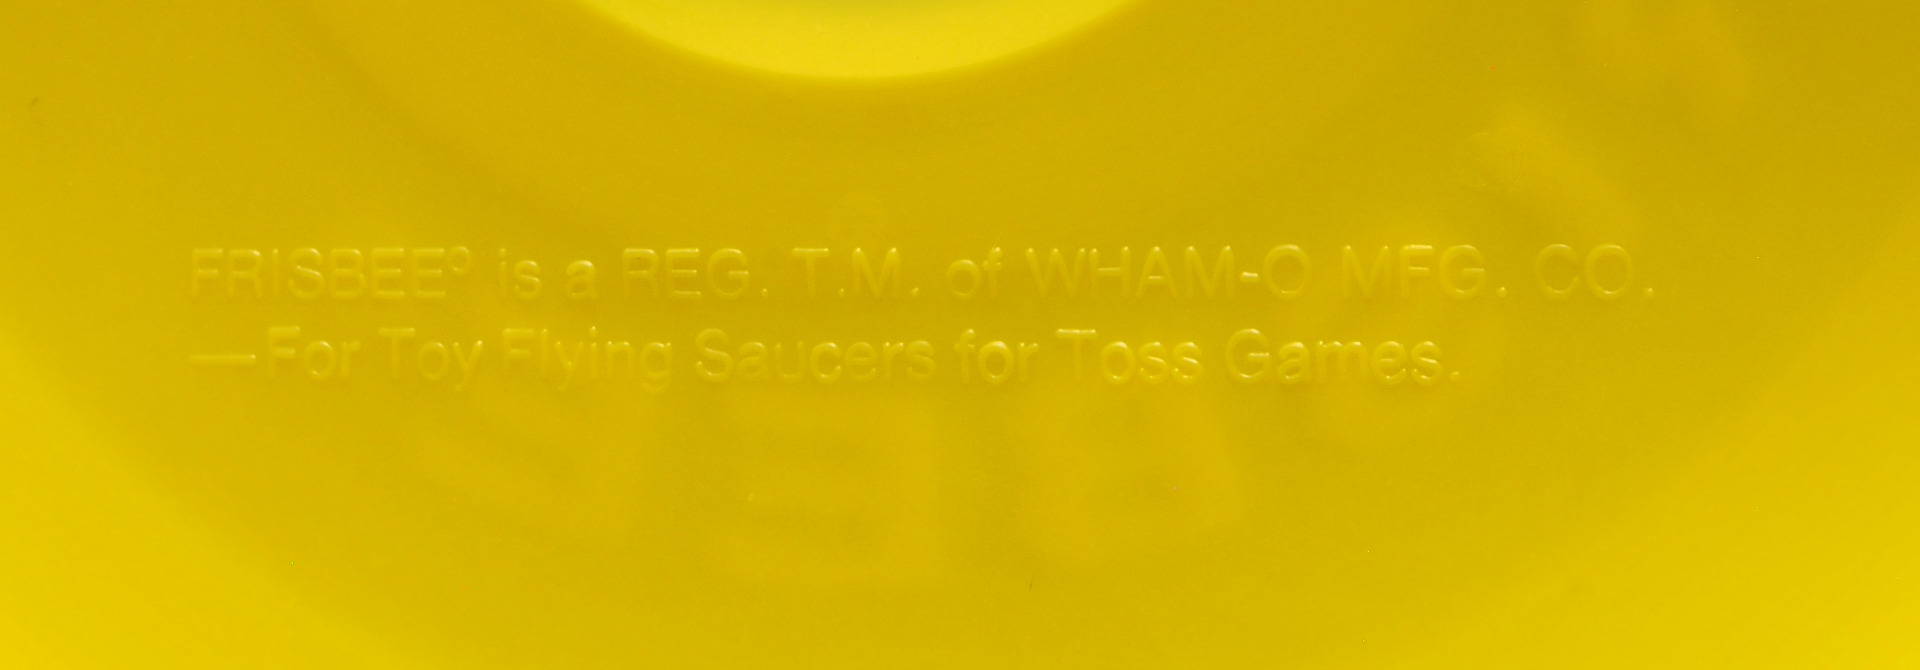 FRISBEE® is a REG. T.M. of WHAM-O MFG. CO.
—For Toy Flying Saucers for Toss Games.